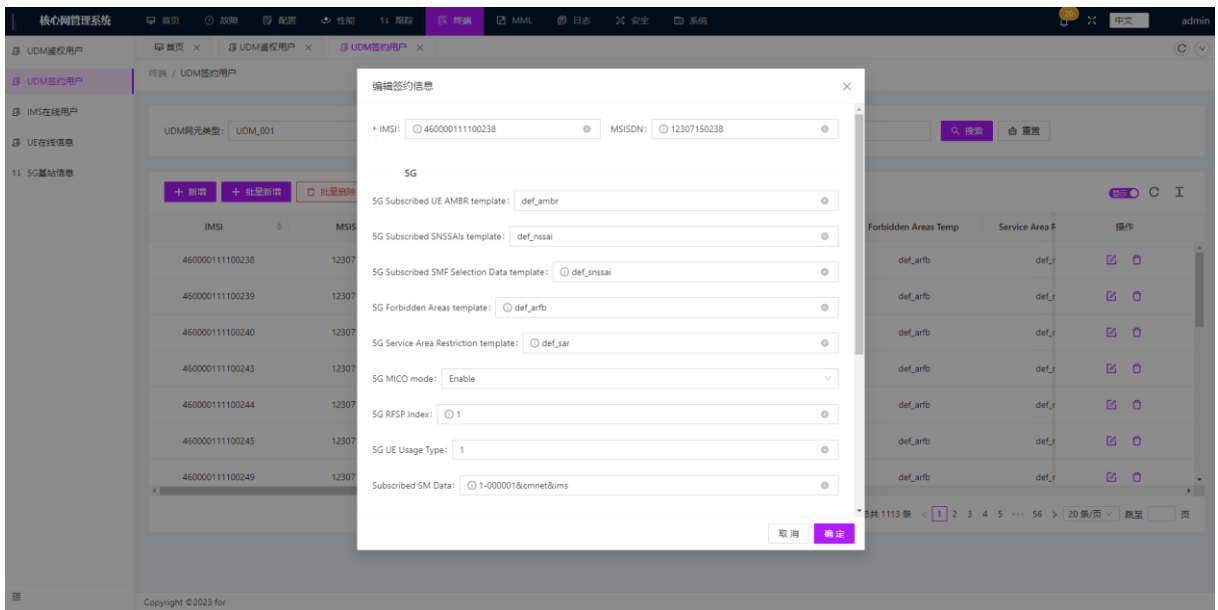 核心网管理系统 首页 故障 配置 性能 跟踪 终端 MML 日志 安全 系统 20 中文 admin
UDM鉴权用户 首页 UDM鉴权用户 UDM签约用户
UDM签约用户 终端 / UDM签约用户
编辑签约信息
IMS在线用户
* IMSI: 460000111100238 MSISDN: 12307150238
UDM网元类型: UDM_001 搜索 重置
UE在线信息
5G基站信息
5G
新增 批量新增 批量删除 显示
5G Subscribed UE AMBR template: def_ambr
IMSI MSIS Forbidden Areas Temp Service Area 操作
5G Subscribed SNSSAIs template: def_nssai
460000111100238 12307 def_arfb
5G Subscribed SMF Selection Data template: def_snssai
460000111100239 12307 def_arfb
5G Forbidden Areas template: def_arfb
460000111100240 12307 def_arfb
5G Service Area Restriction template: def_sar
460000111100243 12307 def_arfb
5G MICO mode: Enable
460000111100244 12307 def_arfb
5G RFSP Index: 1
460000111100245 12307 def_arfb
5G UE Usage Type: 1
460000111100249 12307 def_arfb
Subscribed SM Data: 1-000001&cmnet&ims
共 1113 条 < 1 2 3 4 5 ··· 56 > 20 条/页 跳至 页
取消 确定
Copyright ©2023 for